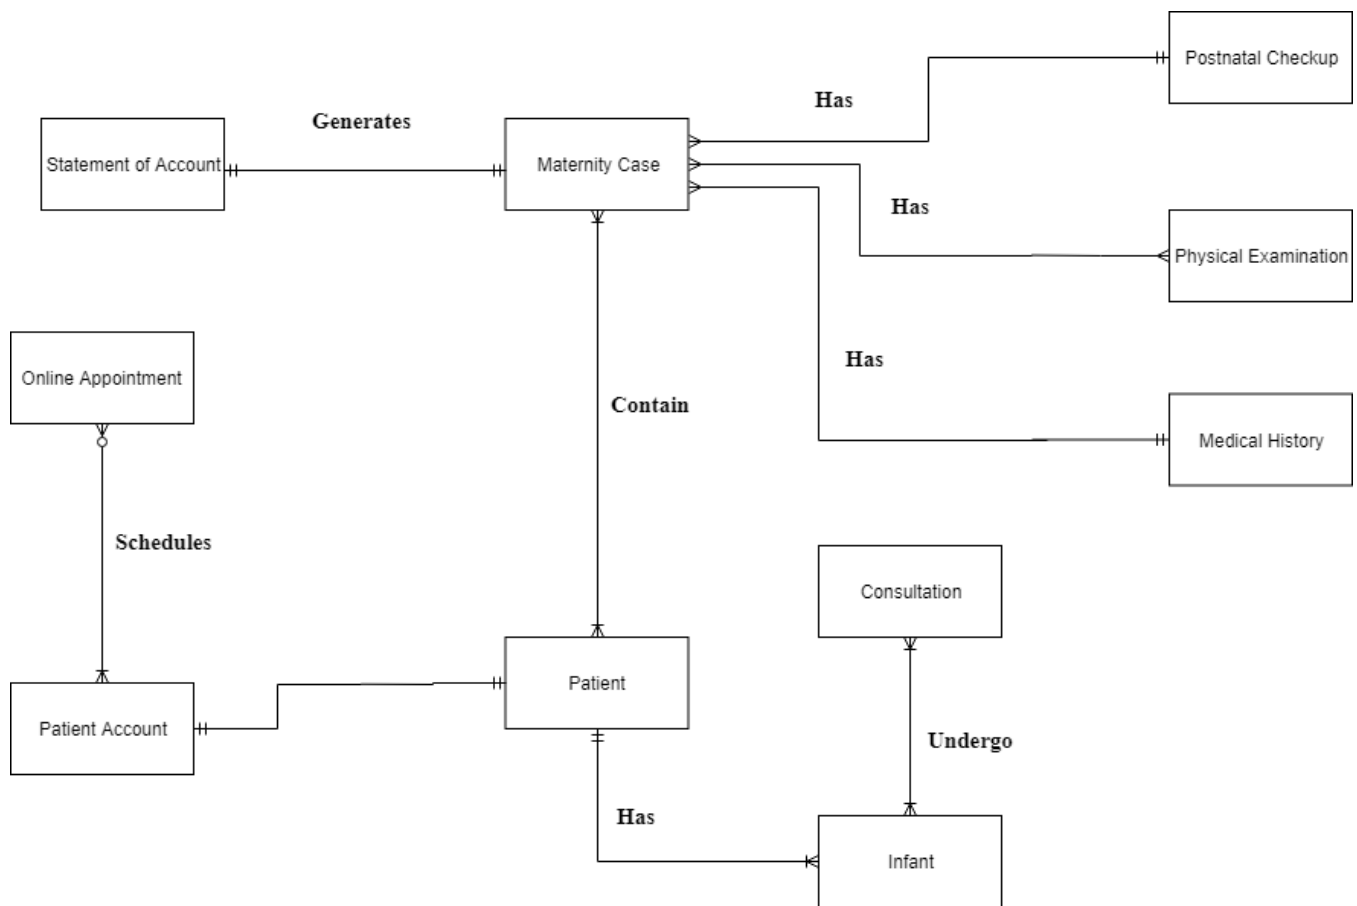 Postnatal Checkup
Has
Generates
Statement of Account
Maternity Case
Has
Physical Examination
Has
Online Appointment
Contain
Medical History
Schedules
Consultation
Patient
Patient Account
Undergo
Has
Infant